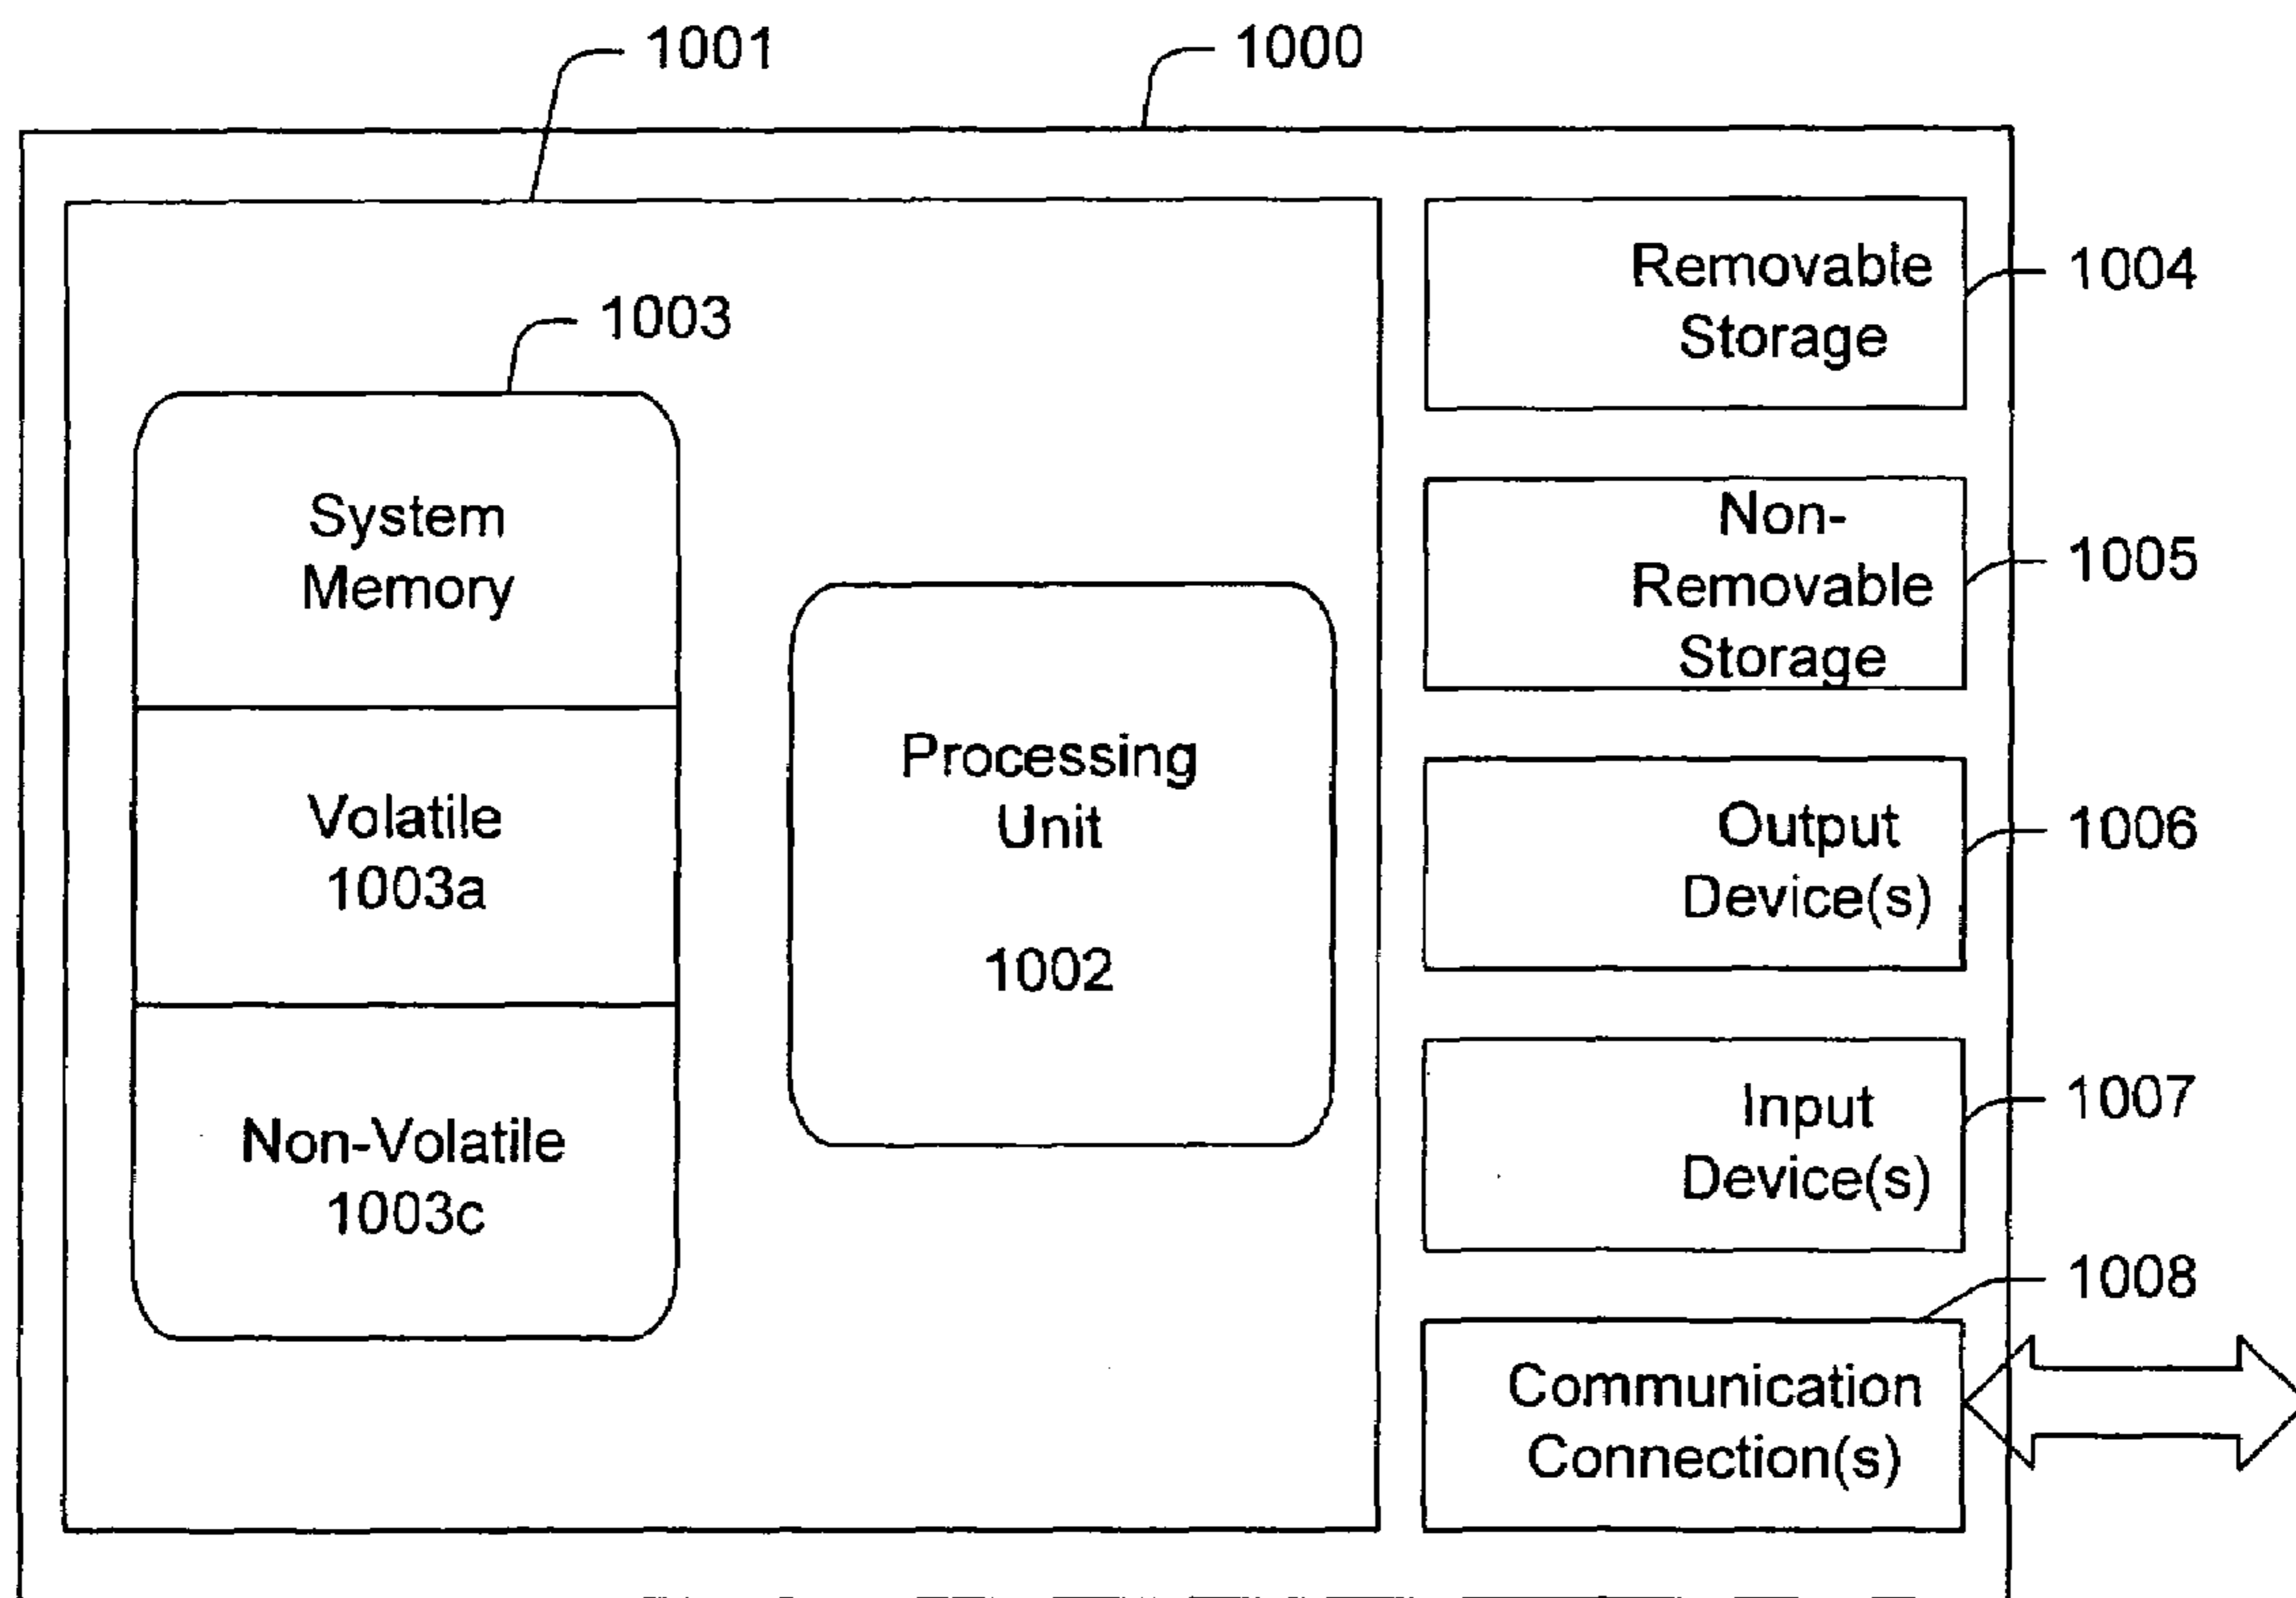 1001
1000
1003
System
Memory
Volatile
1003a
Non-Volatile
1003c
Processing
Unit
1002
Removable
Storage
1004
Non-
Removable
Storage
1005
Output
Device(s)
1006
Input
Device(s)
1007
1008
Communication
Connection(s)